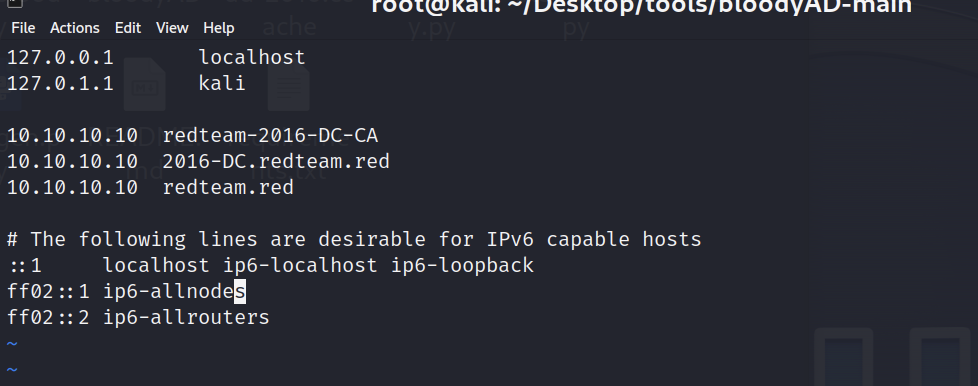 root@kali: ~/Desktop/tools/bloodyAD-main
File Actions Edit View Help
127.0.0.1 localhost
127.0.1.1 kali
10.10.10.10 redteam-2016-DC-CA
10.10.10.10 2016-DC.redteam.red
10.10.10.10 redteam.red
# The following lines are desirable for IPv6 capable hosts
::1 localhost ip6-localhost ip6-loopback
ff02::1 ip6-allnodes
ff02::2 ip6-allrouters
~
~